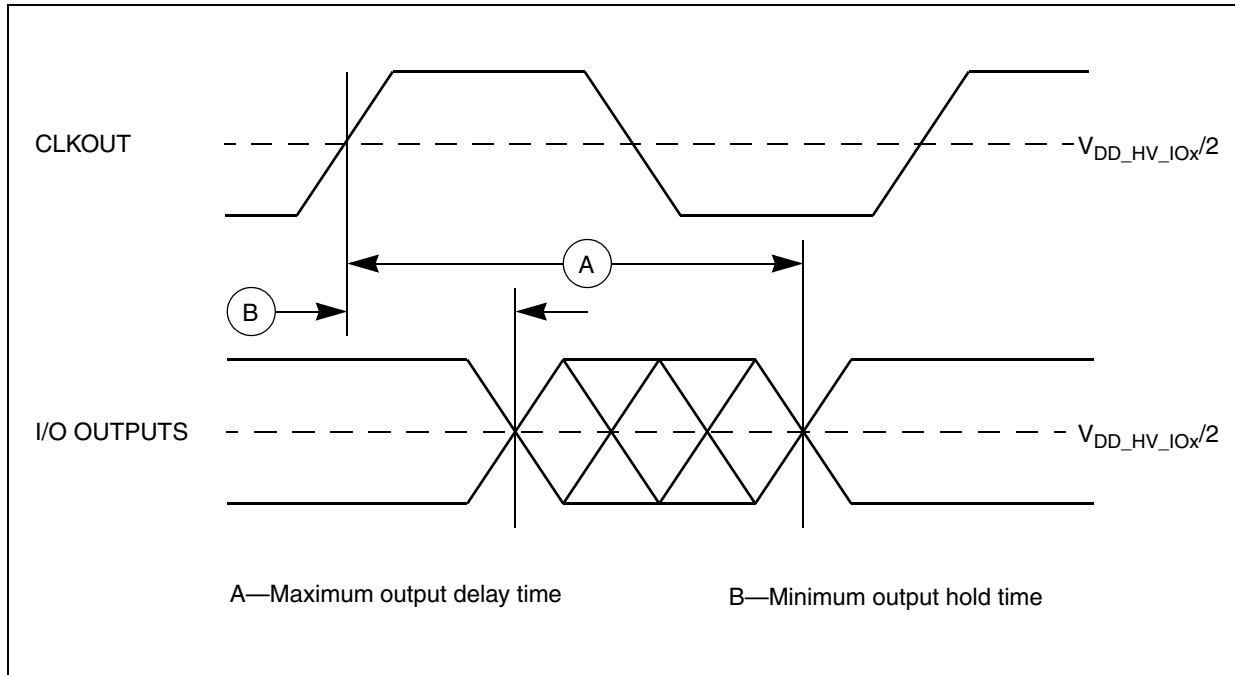 CLKOUT
V_DD_HV_IOx/2
A
B
I/O OUTPUTS
V_DD_HV_IOx/2
A—Maximum output delay time
B—Minimum output hold time